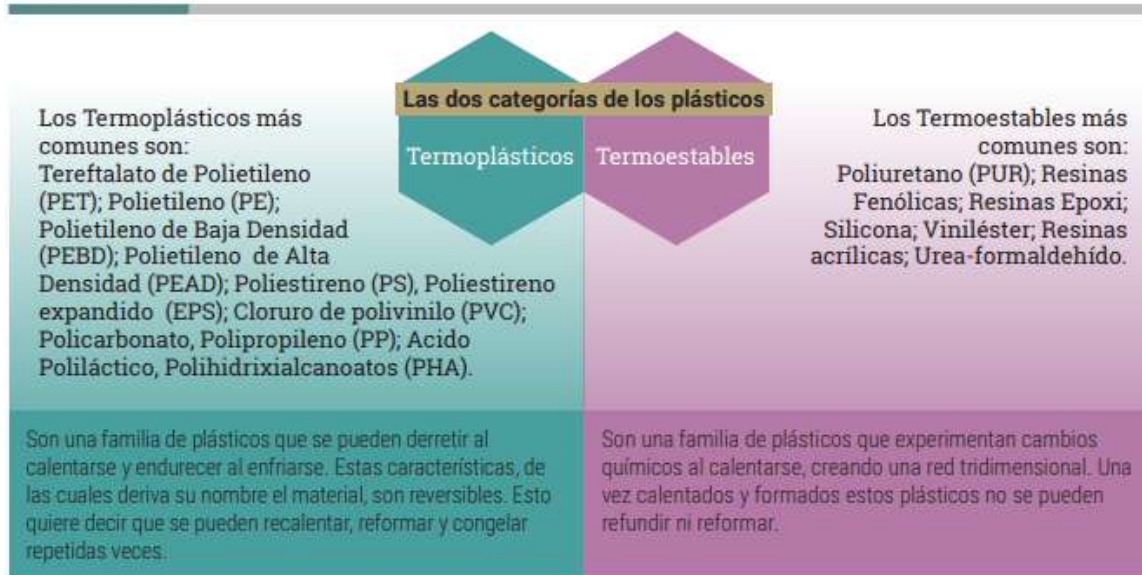 Las dos categorías de los plásticos
Termoplásticos
Termoestables
Los Termoplásticos más
comunes son:
Tereftalato de Polietileno
(PET); Polietileno (PE);
Polietileno de Baja Densidad
(PEBD); Polietileno de Alta
Densidad (PEAD); Poliestireno (PS), Poliestireno
expandido (EPS); Cloruro de polivinilo (PVC);
Policarbonato, Polipropileno (PP); Acido
Poliláctico, Polihidrixialcanoatos (PHA).
Los Termoestables más
comunes son:
Poliuretano (PUR); Resinas
Fenólicas; Resinas Epoxi;
Silicona; Viniléster; Resinas
acrílicas; Urea-formaldehído.
Son una familia de plásticos que se pueden derretir al
calentarse y endurecer al enfriarse. Estas características, de
las cuales deriva su nombre el material, son reversibles. Esto
quiere decir que se pueden recalentar, reformar y congelar
repetidas veces.
Son una familia de plásticos que experimentan cambios
químicos al calentarse, creando una red tridimensional. Una
vez calentados y formados estos plásticos no se pueden
refundir ni reformar.